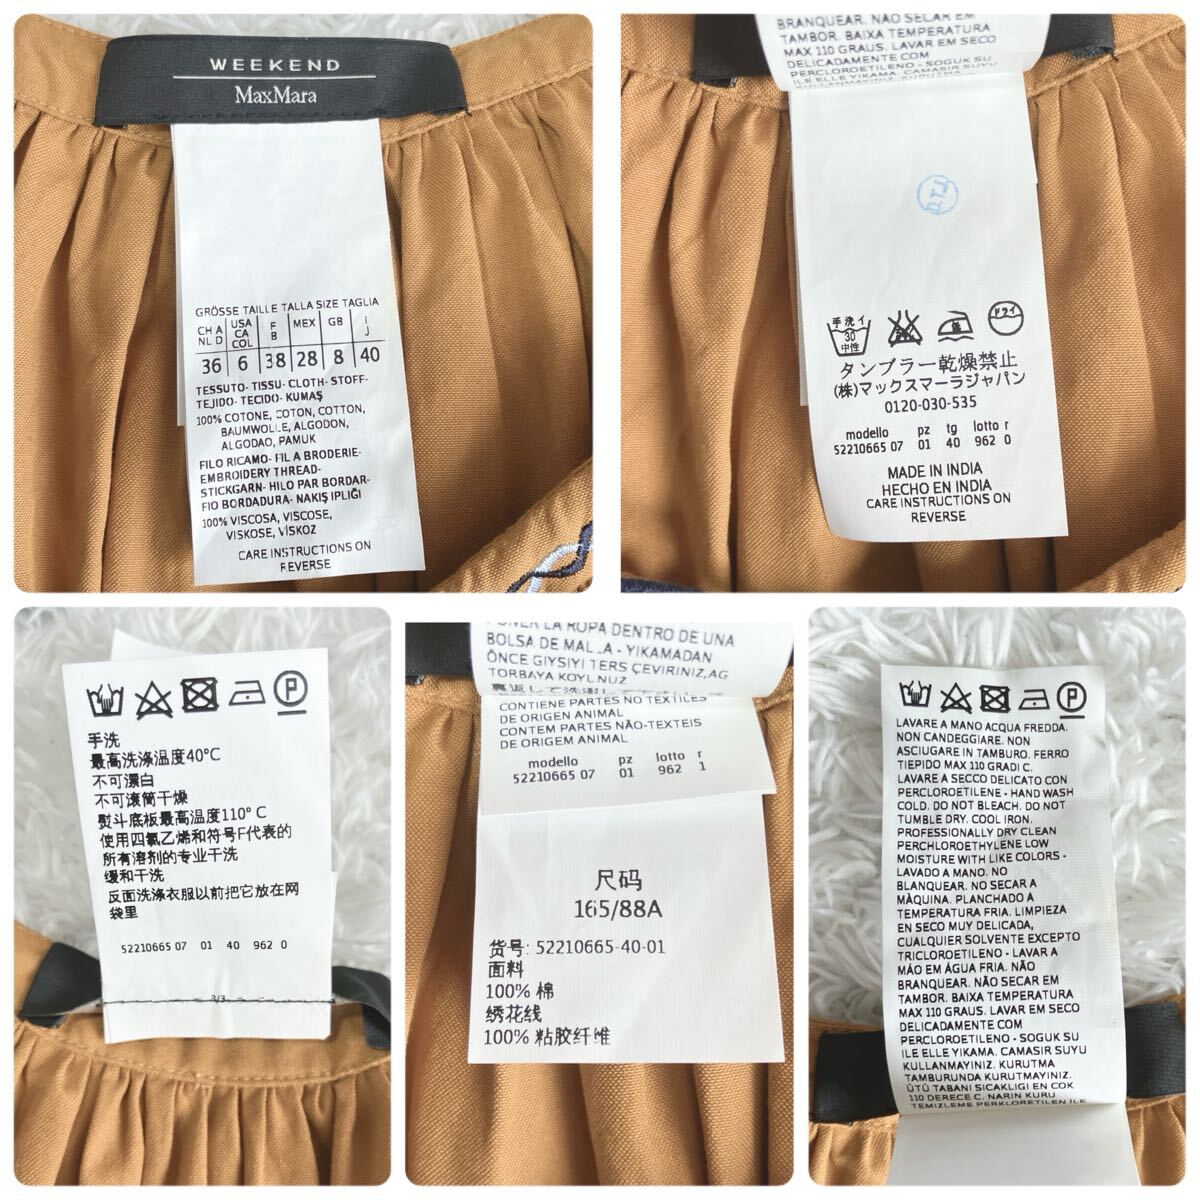 WEEKEND
MaxMara
GRÖSSE TAILLE TALLA SIZE TAGLIA
CH A NL D USA CA COL F B MEX GB I J
36 6 38 28 8 40
TESSUTO- TISSU- CLOTH- STOFF-
TEJIDO- TECIDO- KUMAŞ
100% COTONE, COTON, COTTON,
BAUMWOLLE, ALGODON,
ALGODAO, PAMUK
FILO RICAMO- FIL A BRODERIE-
EMBROIDERY THREAD-
STICKGARN- HILO PAR BORDAR-
FIO BORDADURA- NAKIŞ IPLIĞI
100% VISCOSA, VISCOSE,
VISKOSE, VİSKOZ
CARE INSTRUCTIONS ON
REVERSE
BRANQUEAR. NÃO SECAR EM
TAMBOR. BAIXA TEMPERATURA
MAX 110 GRAUS. LAVAR EM SECO
DELICADAMENTE COM
PERCLOROETILENO - SOGUK SU
ILE ELLE YIKAMA. CAMASIR SUYU
KULLANMAYINIZ. KURUTMA
手洗イ
30
中性
ドライ
タンブラー乾燥禁止
(株)マックスマーラジャパン
0120-030-535
modello pz tg lotto r
52210665 07 01 40 962 0
MADE IN INDIA
HECHO EN INDIA
CARE INSTRUCTIONS ON
REVERSE
P
手洗
最高洗涤温度40°C
不可漂白
不可滚筒干燥
熨斗底板最高温度110° C
使用四氯乙烯和符号F代表的
所有溶剂的专业干洗
缓和干洗
反面洗涤衣服以前把它放在网
袋里
52210665 07 01 40 962 0
3/3
PONER LA ROPA DENTRO DE UNA
BOLSA DE MALLA - YIKAMADAN
ÖNCE GIYSIYI TERS ÇEVIRINIZ,AG
TORBAYA KOYUNUZ
CONTIENE PARTES NO TEXTILES
DE ORIGEN ANIMAL
CONTEM PARTES NÃO-TEXTEIS
DE ORIGEM ANIMAL
modello pz lotto r
52210665 07 01 962 1
尺码
165/88A
货号: 52210665-40-01
面料
100% 棉
绣花线
100% 粘胶纤维
P
LAVARE A MANO ACQUA FREDDA.
NON CANDEGGIARE. NON
ASCIUGARE IN TAMBURO. FERRO
TIEPIDO MAX 110 GRADI C.
LAVARE A SECCO DELICATO CON
PERCLOROETILENE - HAND WASH
COLD. DO NOT BLEACH. DO NOT
TUMBLE DRY. COOL IRON.
PROFESSIONALLY DRY CLEAN
PERCHLOROETHYLENE LOW
MOISTURE WITH LIKE COLORS -
LAVADO A MANO. NO
BLANQUEAR. NO SECAR A
MÀQUINA. PLANCHADO A
TEMPERATURA FRIA. LIMPIEZA
EN SECO MUY DELICADA,
CUALQUIER SOLVENTE EXCEPTO
TRICLOROETILENO - LAVAR A
MÁO EM ÁGUA FRIA. NÃO
BRANQUEAR. NÃO SECAR EM
TAMBOR. BAIXA TEMPERATURA
MAX 110 GRAUS. LAVAR EM SECO
DELICADAMENTE COM
PERCLOROETILENO - SOGUK SU
ILE ELLE YIKAMA. CAMASIR SUYU
KULLANMAYINIZ. KURUTMA
TAMBURUNDA KURUTMAYINIZ.
ÜTÜ TABANI SICAKLIGI EN COK
110 DERECE C. NARIN KURU
TEMIZLEME PERKLORETILEN ILE